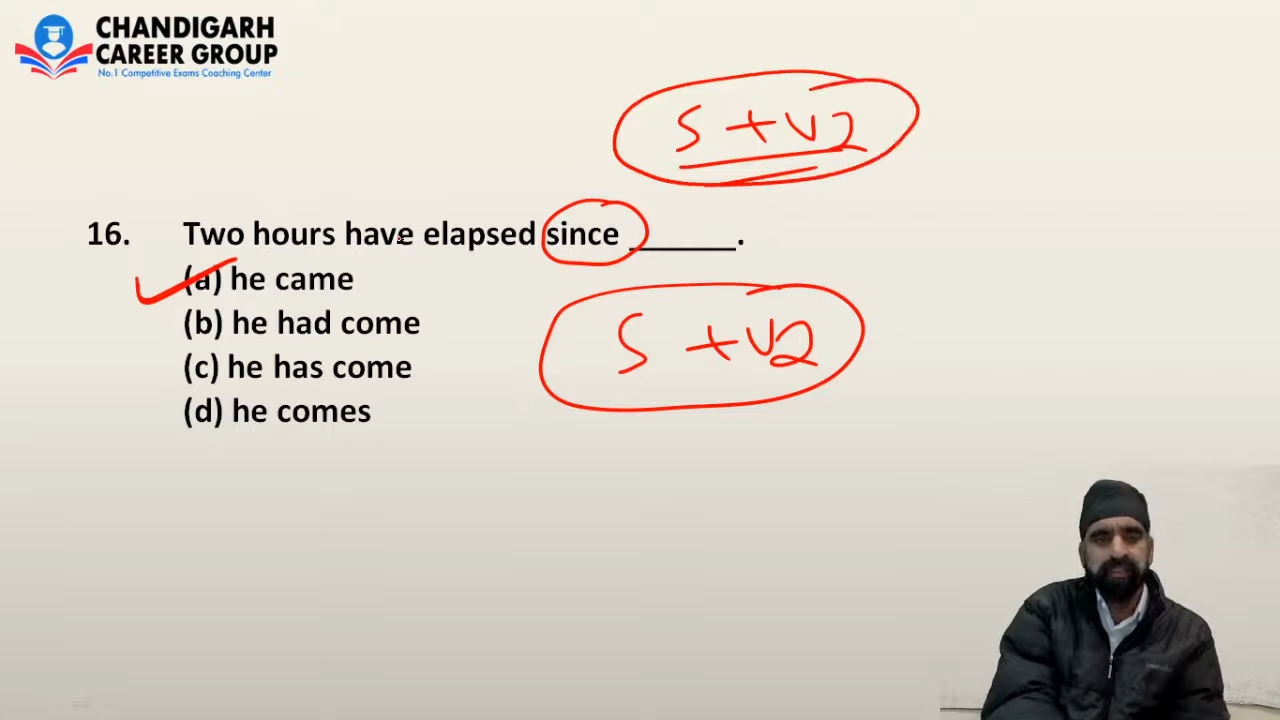 CHANDIGARH
CAREER GROUP
No.1 Competitive Exams Coaching Center
S + V2
16. Two hours have elapsed since ______.
(a) he came
(b) he had come
(c) he has come
(d) he comes
S + V2